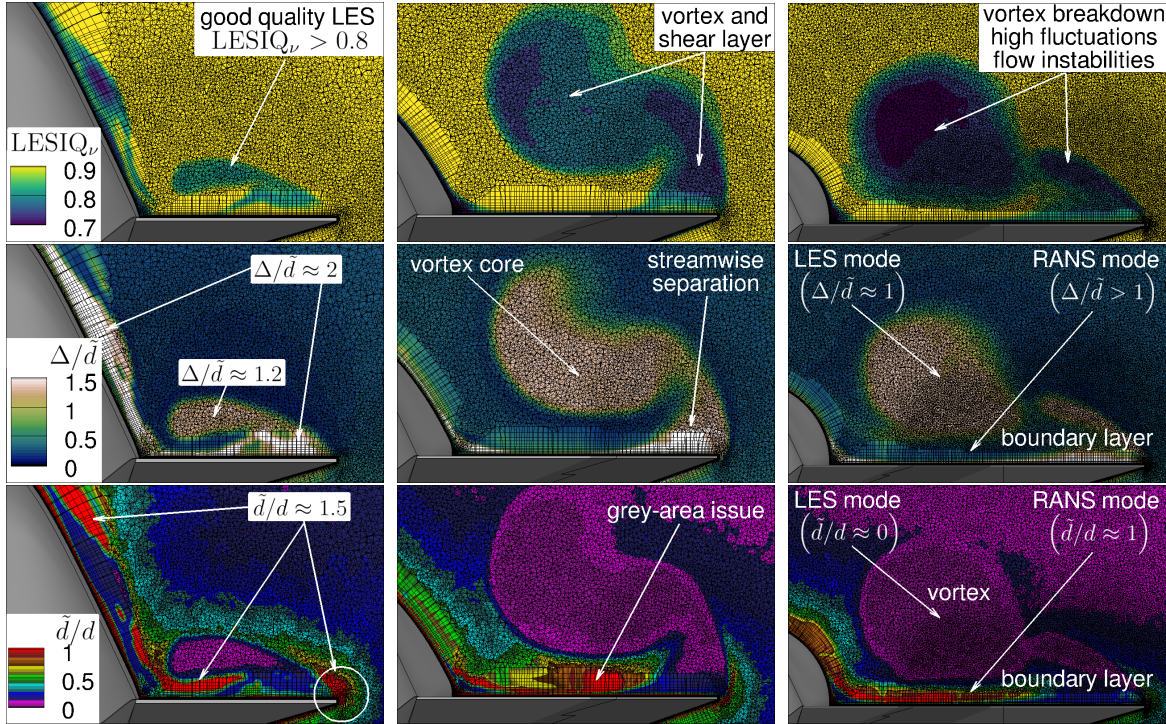 good quality LES
LESIQ_ν > 0.8
LESIQ_ν
0.9
0.8
0.7
vortex and
shear layer
vortex breakdown
high fluctuations
flow instabilities
Δ/d̃ ≈ 2
Δ/d̃ ≈ 1.2
Δ/d̃
1.5
1
0.5
0
vortex core
streamwise
separation
LES mode
(Δ/d̃ ≈ 1)
RANS mode
(Δ/d̃ > 1)
boundary layer
d̃/d ≈ 1.5
d̃/d
1
0.5
0
grey-area issue
LES mode
(d̃/d ≈ 0)
RANS mode
(d̃/d ≈ 1)
vortex
boundary layer